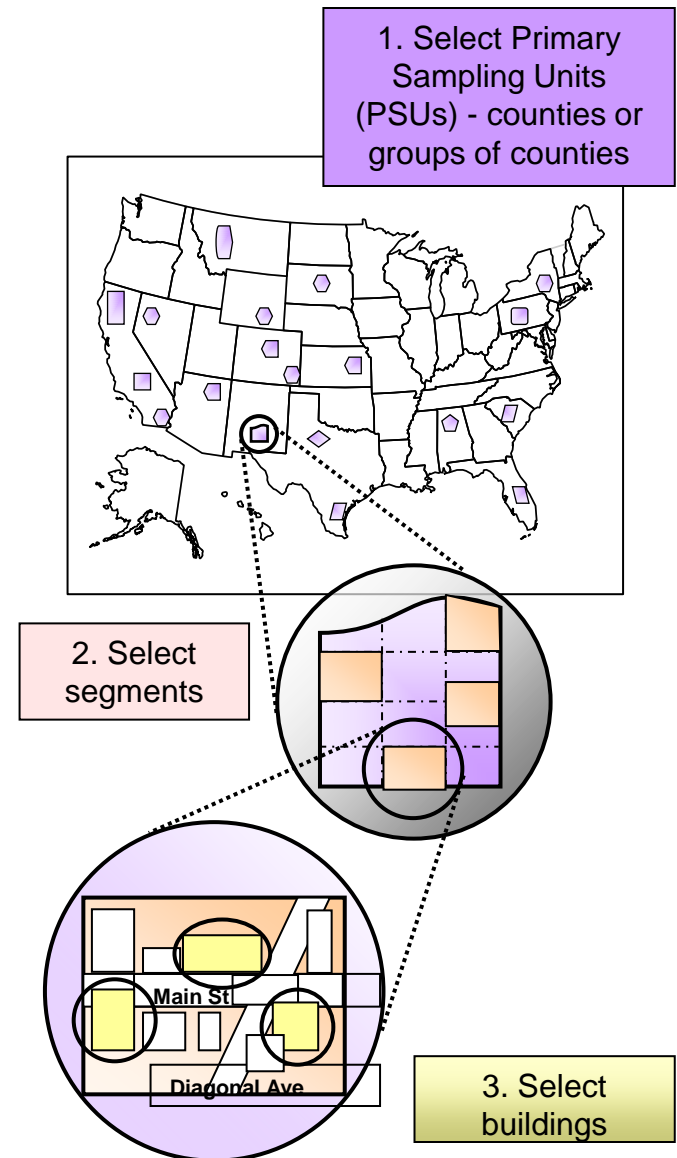 1. Select Primary
Sampling Units
(PSUs) - counties or
groups of counties
2. Select
segments
Main St
Diagonal Ave
3. Select
buildings